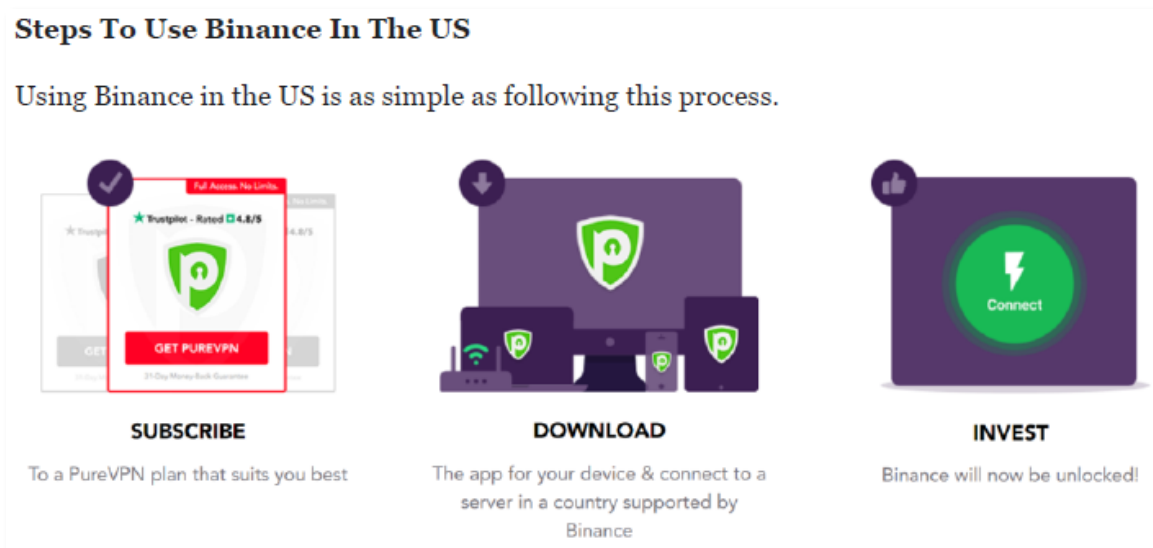 Steps To Use Binance In The US
Using Binance in the US is as simple as following this process.
Full Access. No Limits.
Trustpilot - Rated 4.8/5
GET PUREVPN
31-Day Money-Back Guarantee
Connect
SUBSCRIBE
To a PureVPN plan that suits you best
DOWNLOAD
The app for your device & connect to a
server in a country supported by
Binance
INVEST
Binance will now be unlocked!